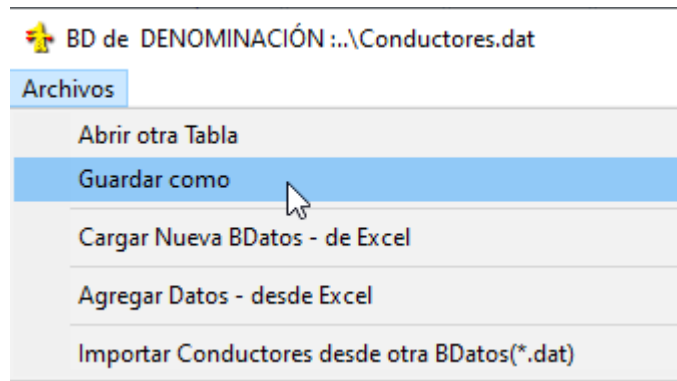 BD de DENOMINACIÓN :..\Conductores.dat
Archivos
Abrir otra Tabla
Guardar como
Cargar Nueva BDatos - de Excel
Agregar Datos - desde Excel
Importar Conductores desde otra BDatos(*.dat)